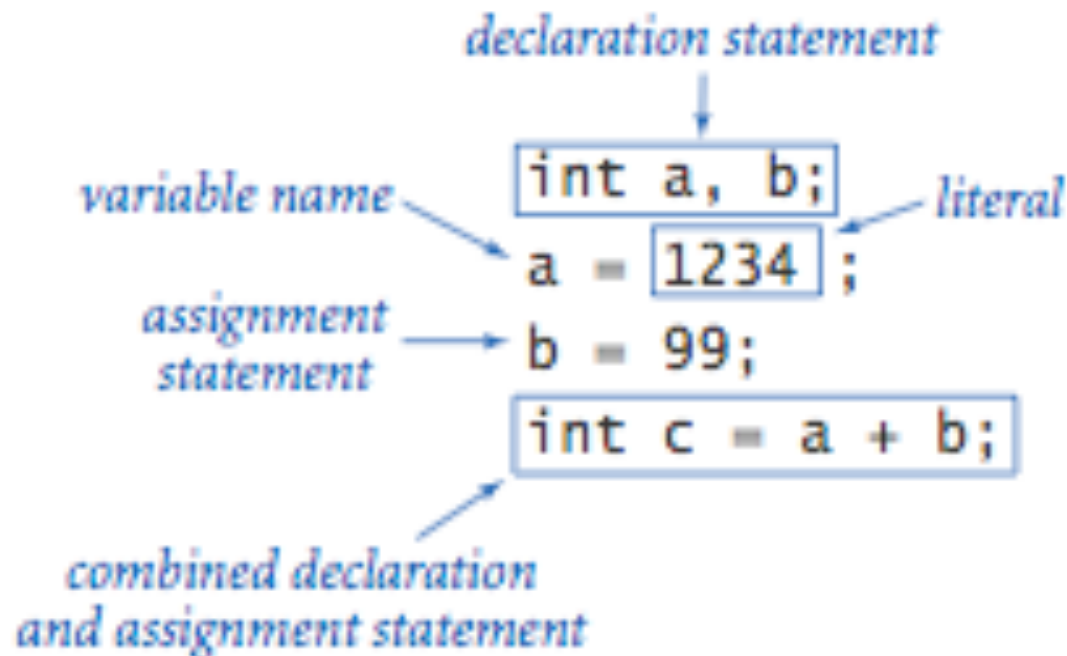 declaration statement
int a, b;
variable name
literal
a = 1234 ;
assignment
statement
b = 99;
int c = a + b;
combined declaration
and assignment statement